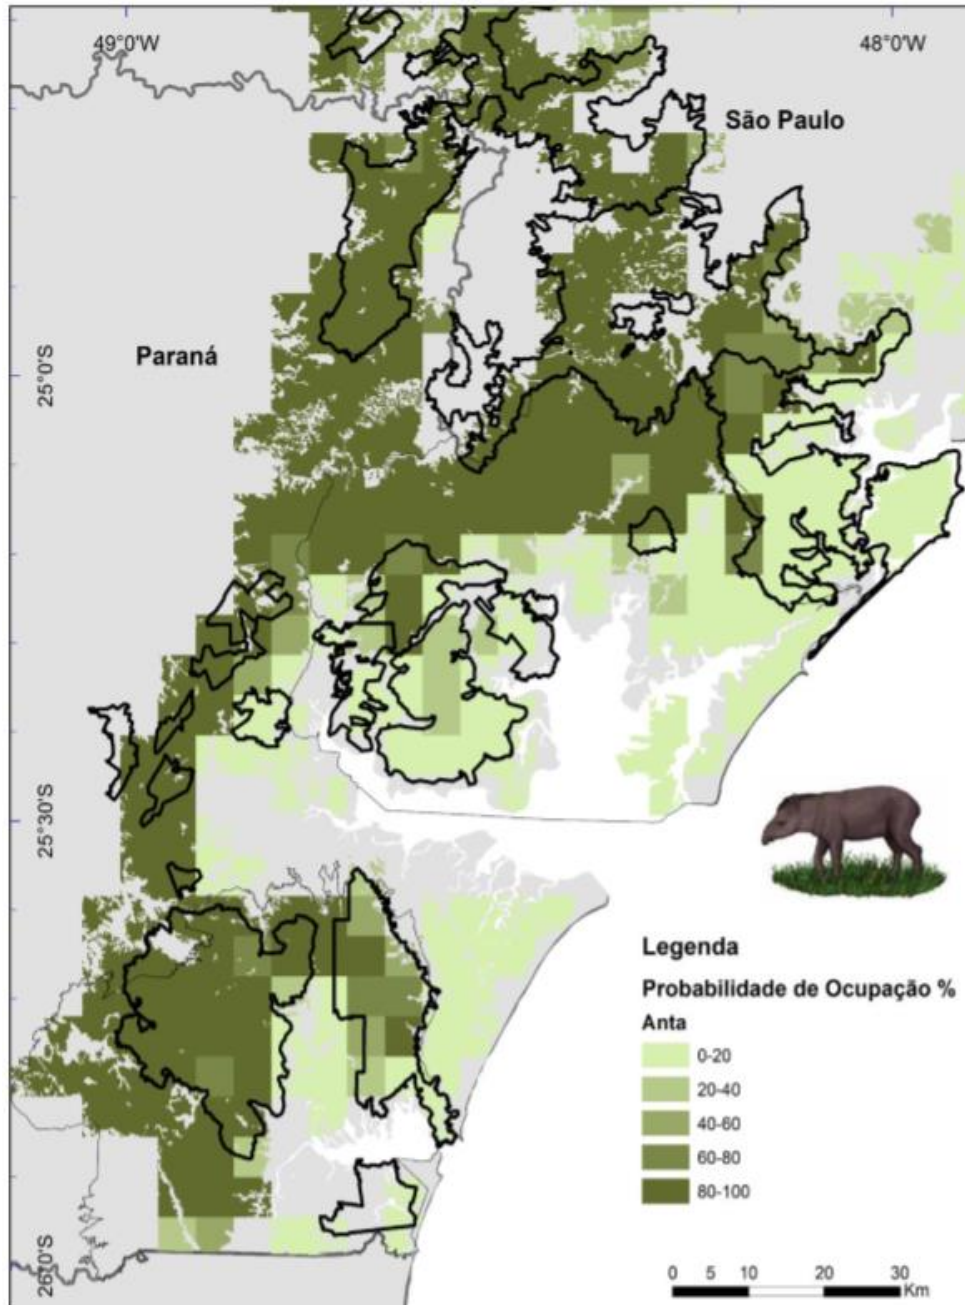 49°0'W
48°0'W
São Paulo
Paraná
25°0'S
25°30'S
26°0'S
Legenda
Probabilidade de Ocupação %
Anta
0-20
20-40
40-60
60-80
80-100
0 5 10 20 30
Km